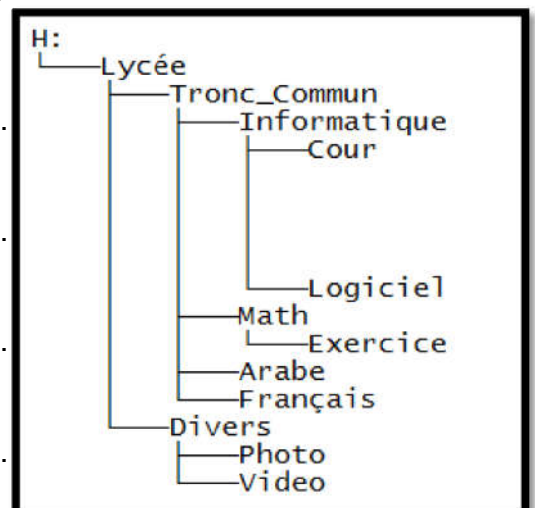 H:
└───Lycée
├───Tronc_Commun
├───Informatique
├───Cour
└───Logiciel
├───Math
└───Exercice
├───Arabe
└───Français
└───Divers
├───Photo
└───Video